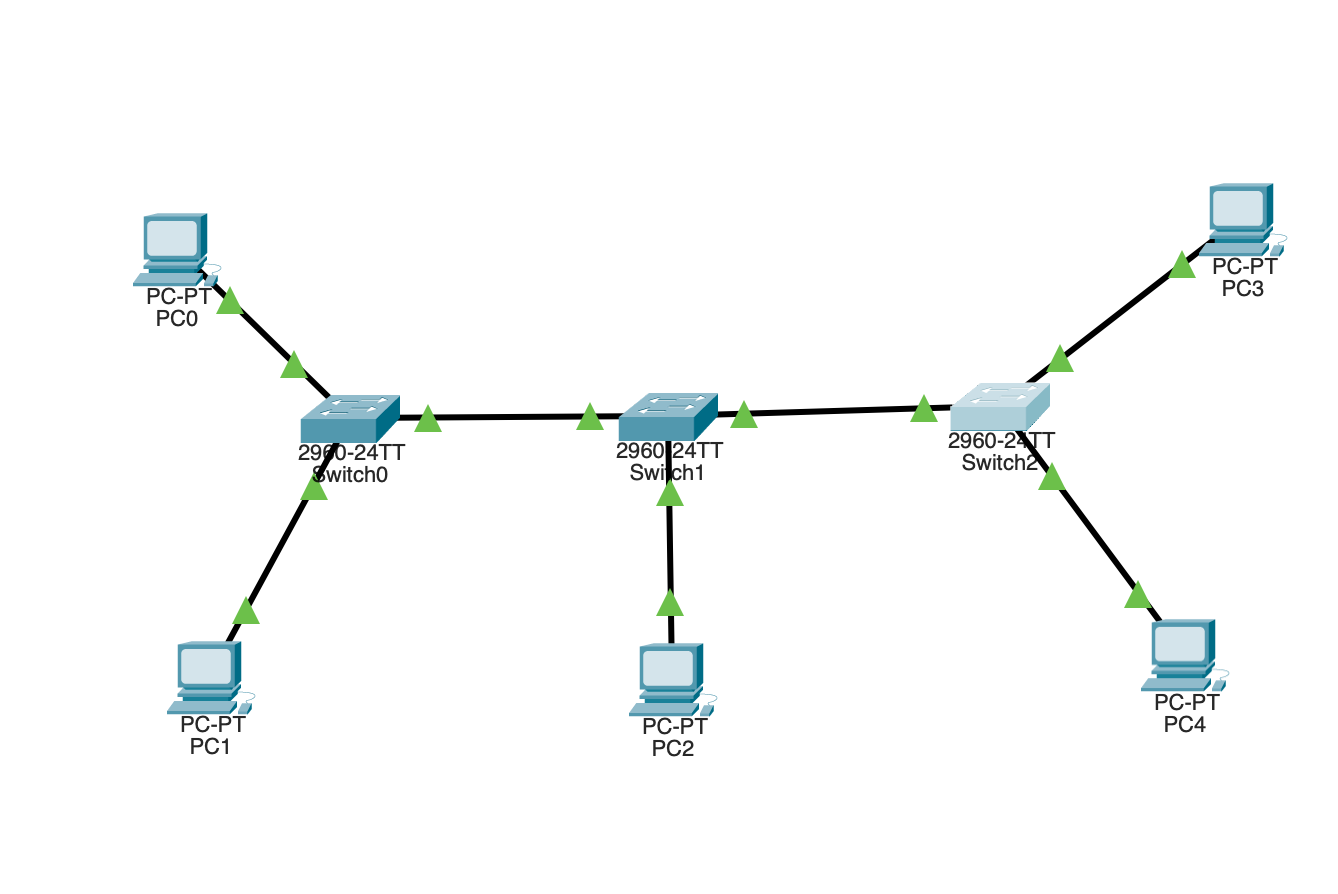 PC-PT
PC0
PC-PT
PC3
2960-24TT
Switch0
2960-24TT
Switch1
2960-24TT
Switch2
PC-PT
PC1
PC-PT
PC2
PC-PT
PC4